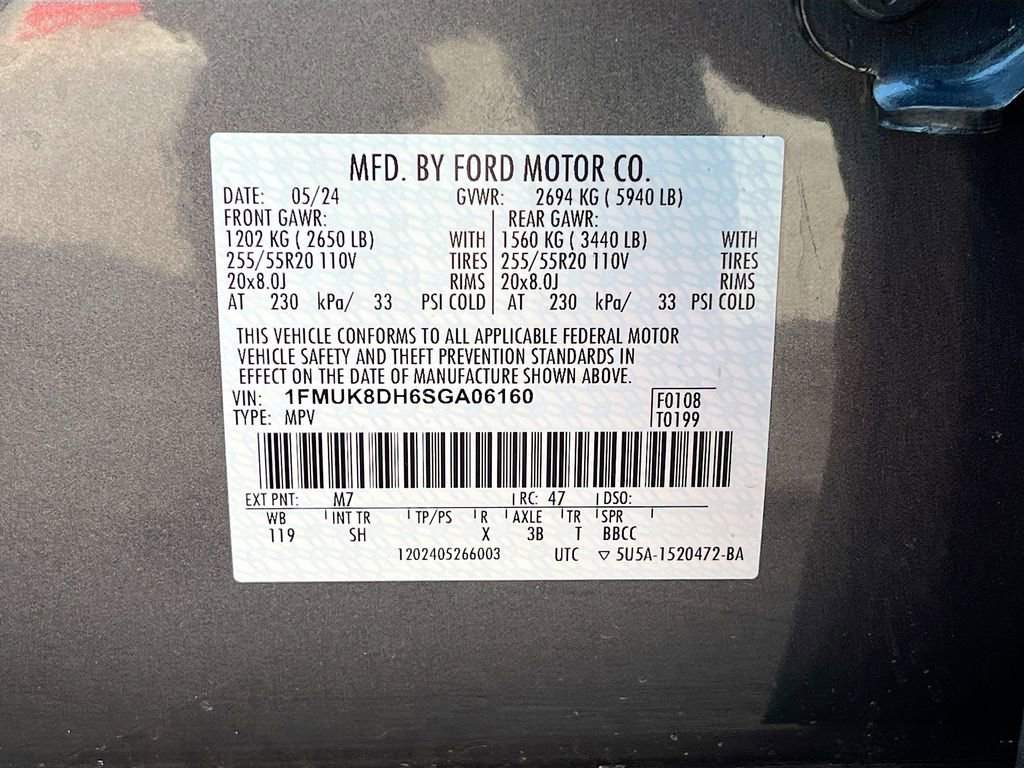 MFD. BY FORD MOTOR CO.
DATE: 05/24 GVWR: 2694 KG ( 5940 LB)
FRONT GAWR: REAR GAWR:
1202 KG ( 2650 LB) WITH 1560 KG ( 3440 LB) WITH
255/55R20 110V TIRES 255/55R20 110V TIRES
20x8.0J RIMS 20x8.0J RIMS
AT 230 kPa/ 33 PSI COLD AT 230 kPa/ 33 PSI COLD
THIS VEHICLE CONFORMS TO ALL APPLICABLE FEDERAL MOTOR
VEHICLE SAFETY AND THEFT PREVENTION STANDARDS IN
EFFECT ON THE DATE OF MANUFACTURE SHOWN ABOVE.
VIN: 1FMUK8DH6SGA06160 F0108
TYPE: MPV T0199
EXT PNT: M7 RC: 47 DSO:
WB INT TR TP/PS R AXLE TR SPR
119 SH X 3B T BBCC
1202405266003 UTC ▽ 5U5A-1520472-BA